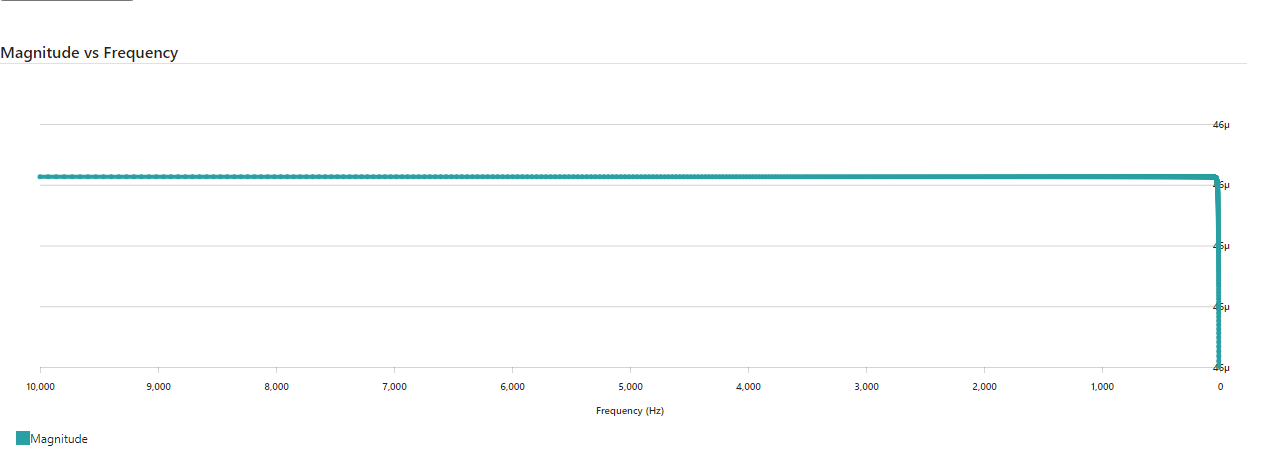 Magnitude vs Frequency
46µ
10,000 9,000 8,000 7,000 6,000 5,000 4,000 3,000 2,000 1,000 0
Frequency (Hz)
Magnitude